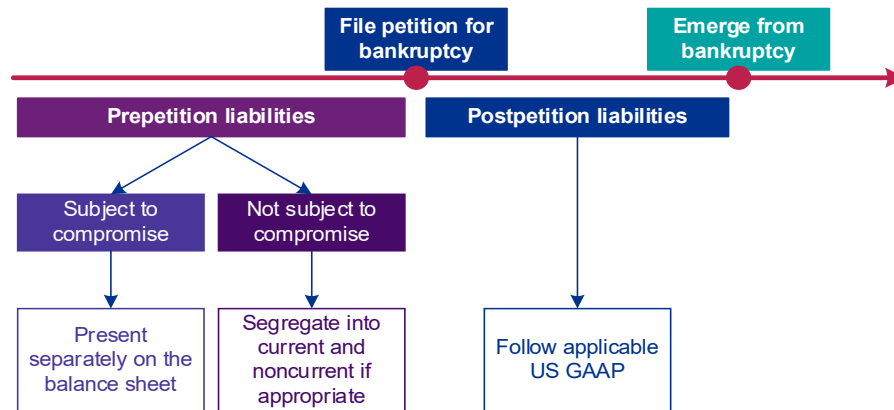 File petition for
bankruptcy
Emerge from
bankruptcy
Prepetition liabilities
Postpetition liabilities
Subject to
compromise
Not subject to
compromise
Present
separately on the
balance sheet
Segregate into
current and
noncurrent if
appropriate
Follow applicable
US GAAP